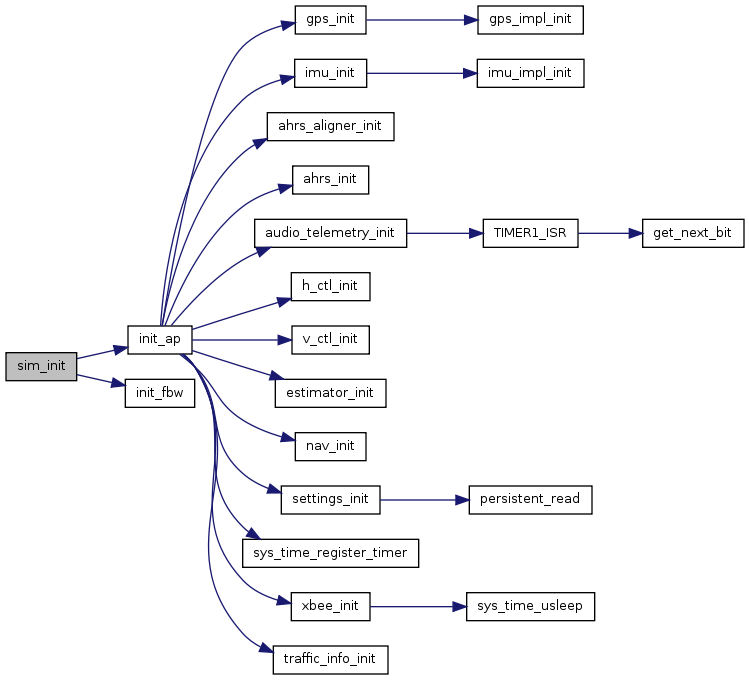 gps_init
gps_impl_init
imu_init
imu_impl_init
ahrs_aligner_init
ahrs_init
audio_telemetry_init
TIMER1_ISR
get_next_bit
h_ctl_init
init_ap
v_ctl_init
sim_init
init_fbw
estimator_init
nav_init
settings_init
persistent_read
sys_time_register_timer
xbee_init
sys_time_usleep
traffic_info_init